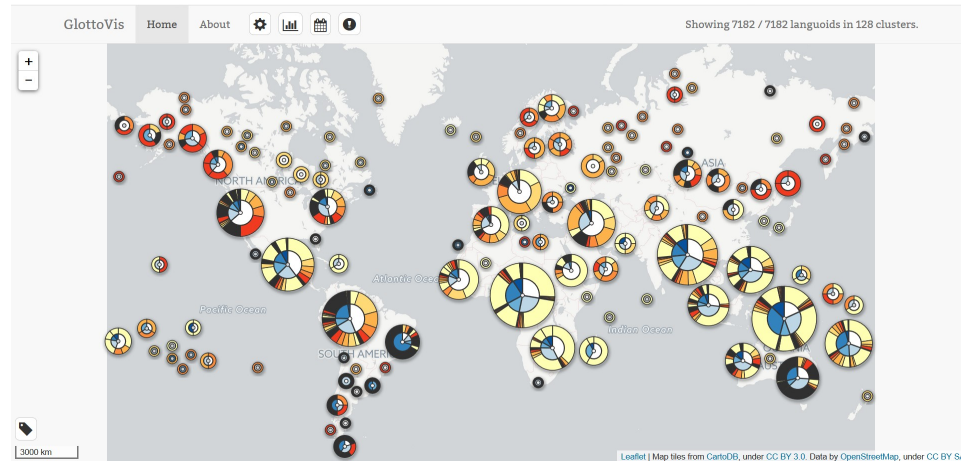 GlottoVis Home About Showing 7182 / 7182 languoids in 128 clusters.
+
−
ASIA
NORTH AMERICA
Atlantic Ocean
Pacific Ocean
Indian Ocean
SOUTH AMERI
AUS
3000 km
Leaflet | Map tiles from CartoDB, under CC BY 3.0. Data by OpenStreetMap, under CC BY SA